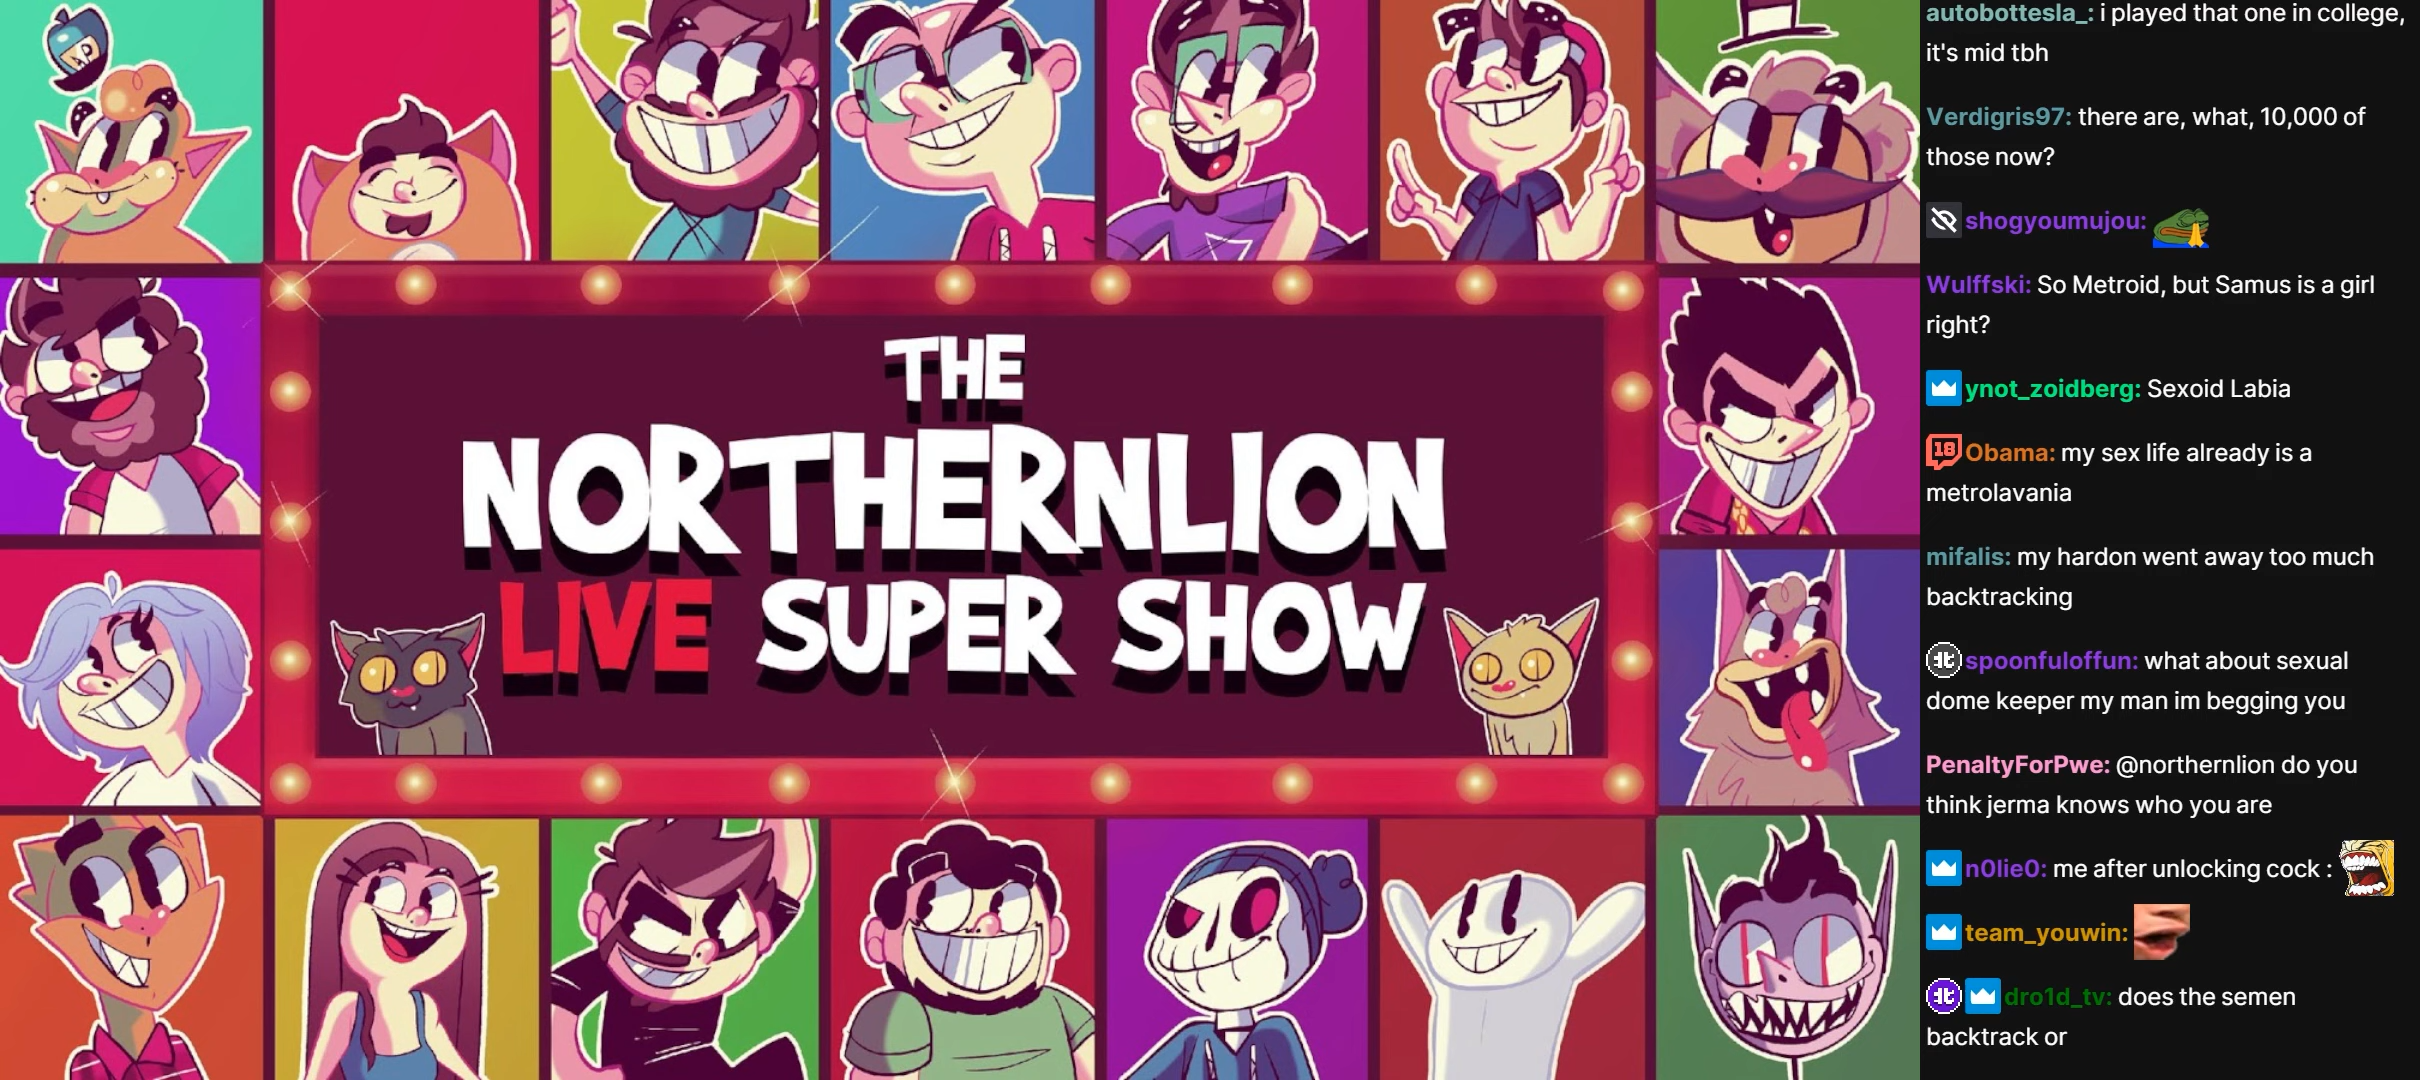 THE
NORTHERNLION
LIVE SUPER SHOW
autobottesla_: i played that one in college,
it's mid tbh
Verdigris97: there are, what, 10,000 of
those now?
shogyoumujou:
Wulffski: So Metroid, but Samus is a girl
right?
ynot_zoidberg: Sexoid Labia
18 Obama: my sex life already is a
metrolavania
mifalis: my hardon went away too much
backtracking
spoonfuloffun: what about sexual
dome keeper my man im begging you
PenaltyForPwe: @northernlion do you
think jerma knows who you are
n0lie0: me after unlocking cock :
team_youwin:
dro1d_tv: does the semen
backtrack or